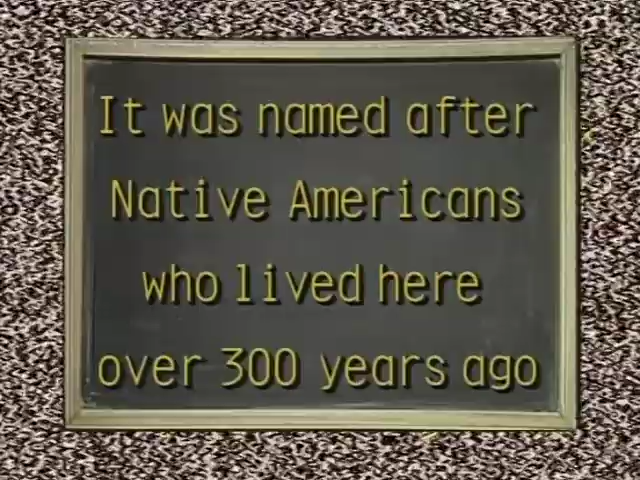 It was named after
Native Americans
who lived here
over 300 years ago